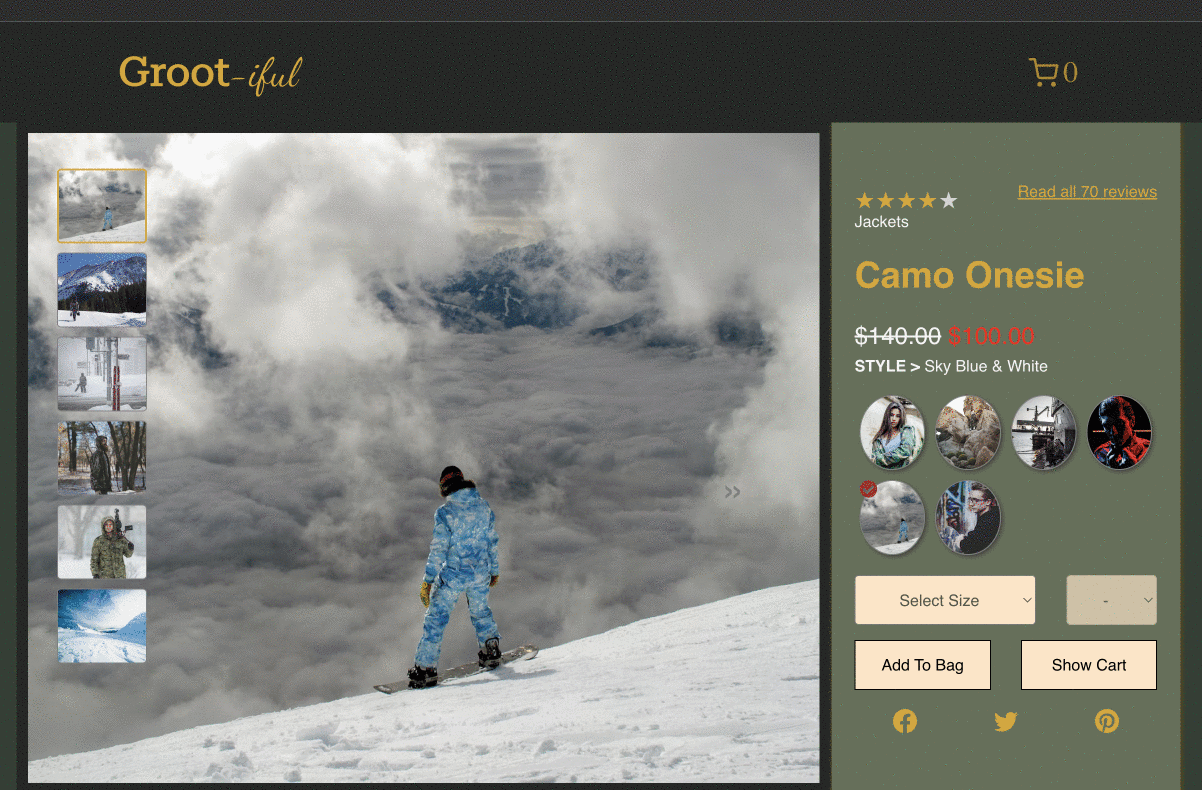 Groot-iful
0
Read all 70 reviews
Jackets
Camo Onesie
$140.00 $100.00
STYLE > Sky Blue & White
»
Select Size
-
Add To Bag
Show Cart